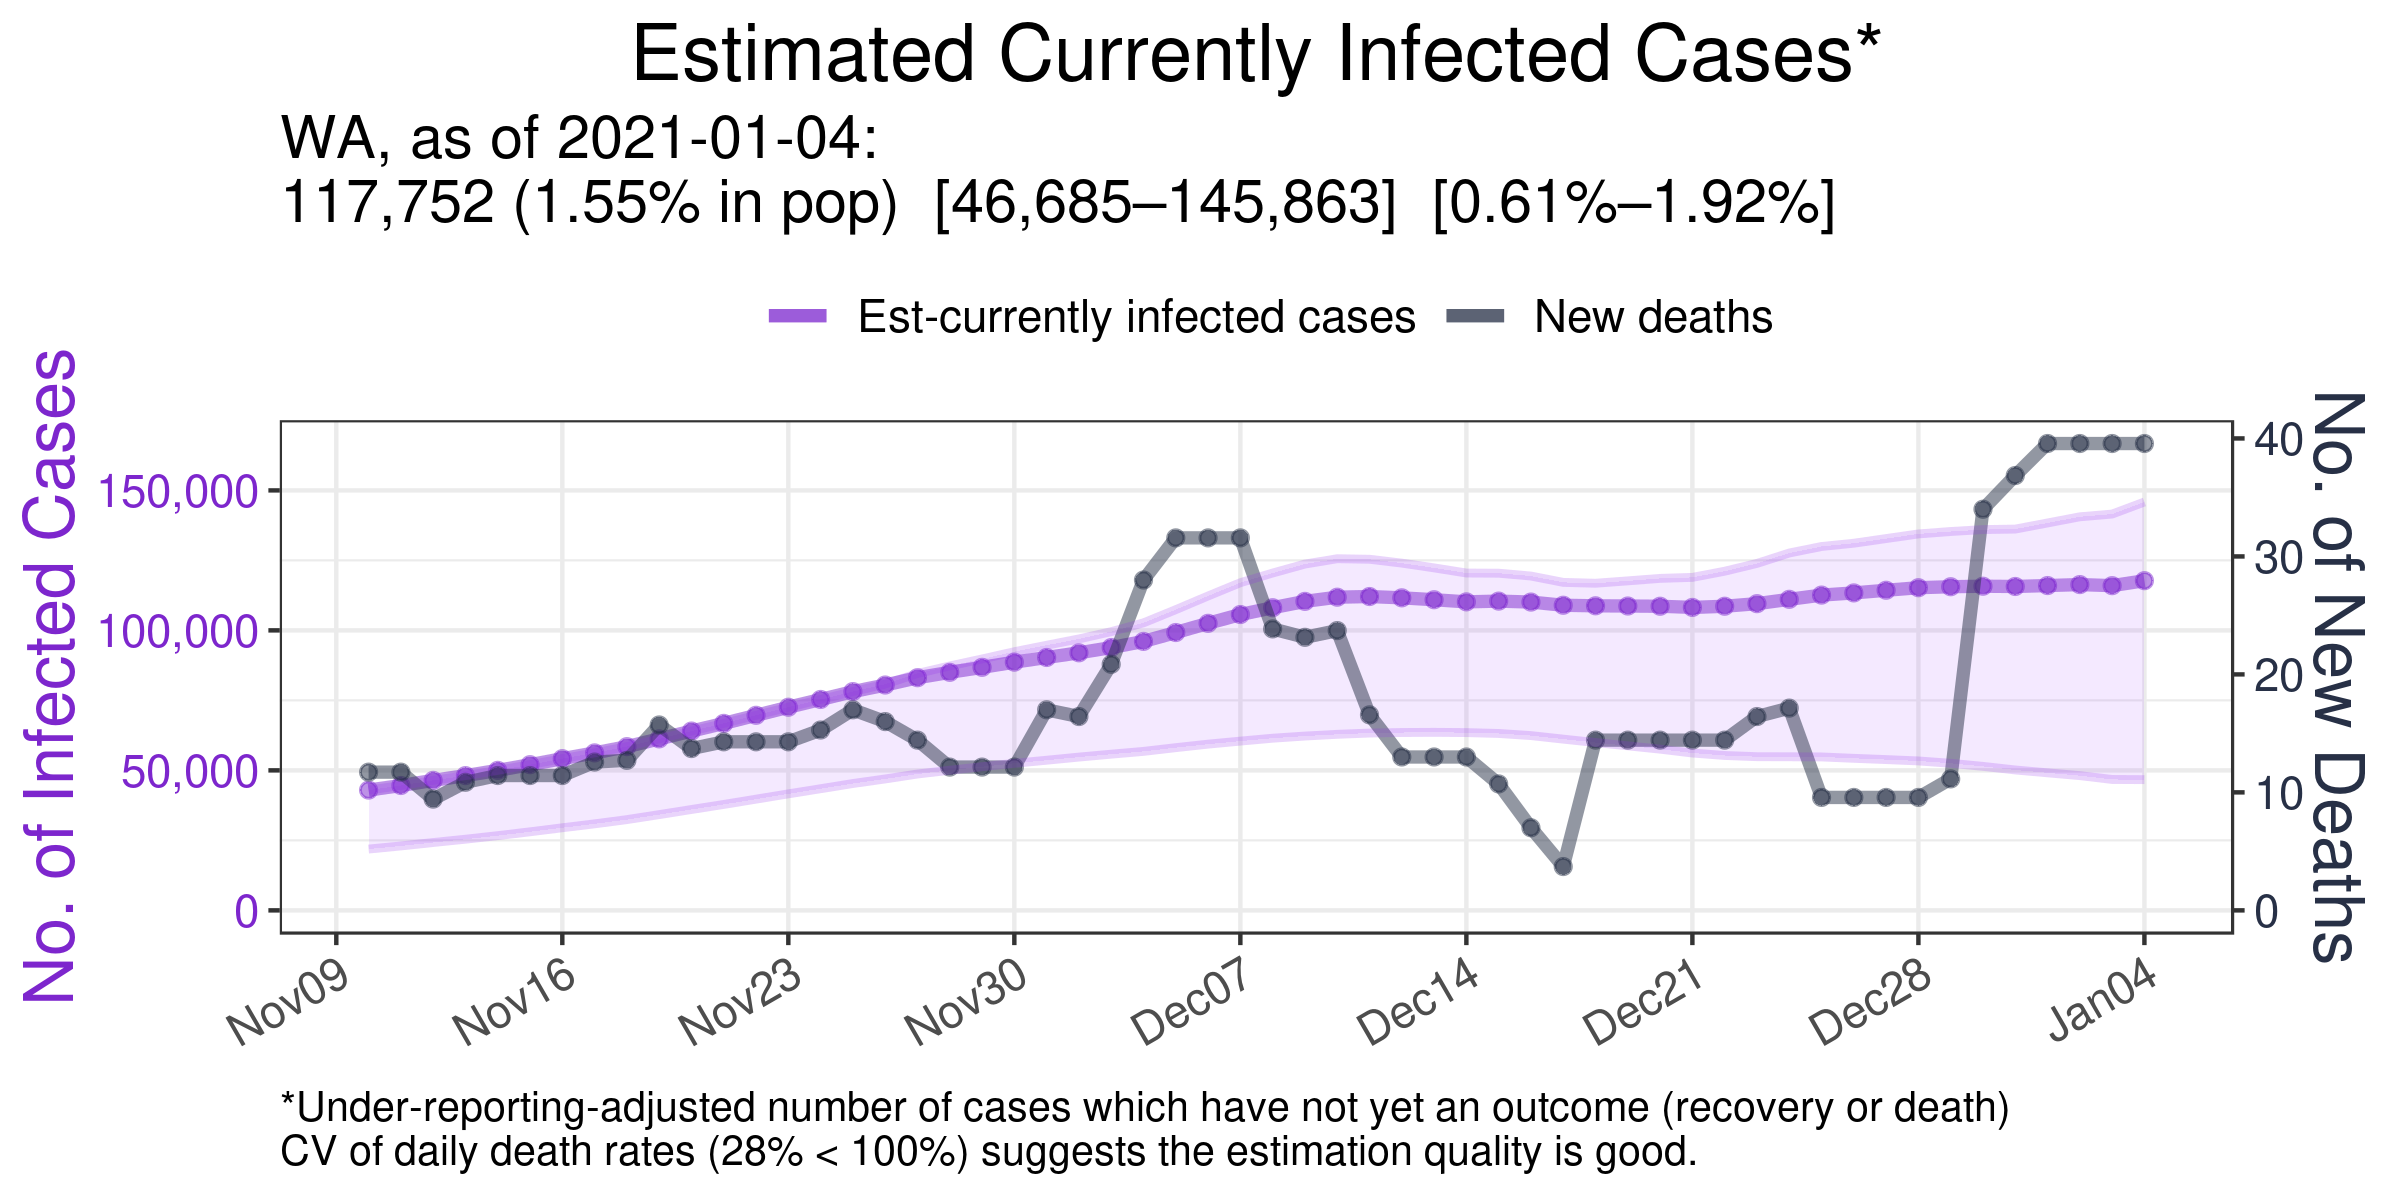 Estimated Currently Infected Cases*
WA, as of 2021-01-04:
117,752 (1.55% in pop) [46,685–145,863] [0.61%–1.92%]
Est-currently infected cases New deaths
No. of Infected Cases
150,000
100,000
50,000
0
40
30
20
10
0
No. of New Deaths
Nov09 Nov16 Nov23 Nov30 Dec07 Dec14 Dec21 Dec28 Jan04
*Under-reporting-adjusted number of cases which have not yet an outcome (recovery or death)
CV of daily death rates (28% < 100%) suggests the estimation quality is good.